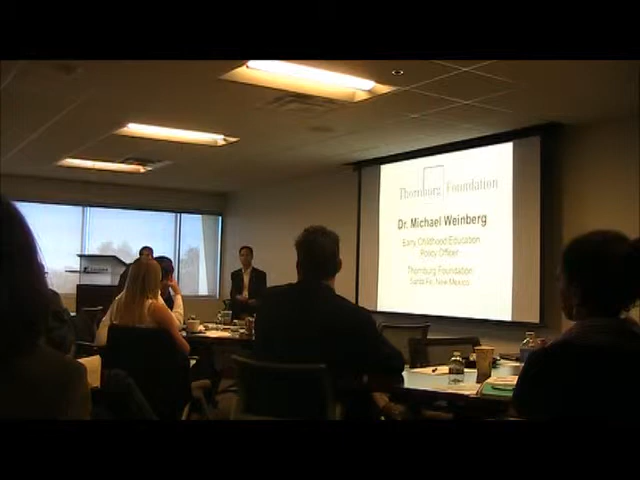 Thornburg Foundation
Dr. Michael Weinberg
Early Childhood Education
Policy Officer
Thornburg Foundation
Santa Fe, New Mexico